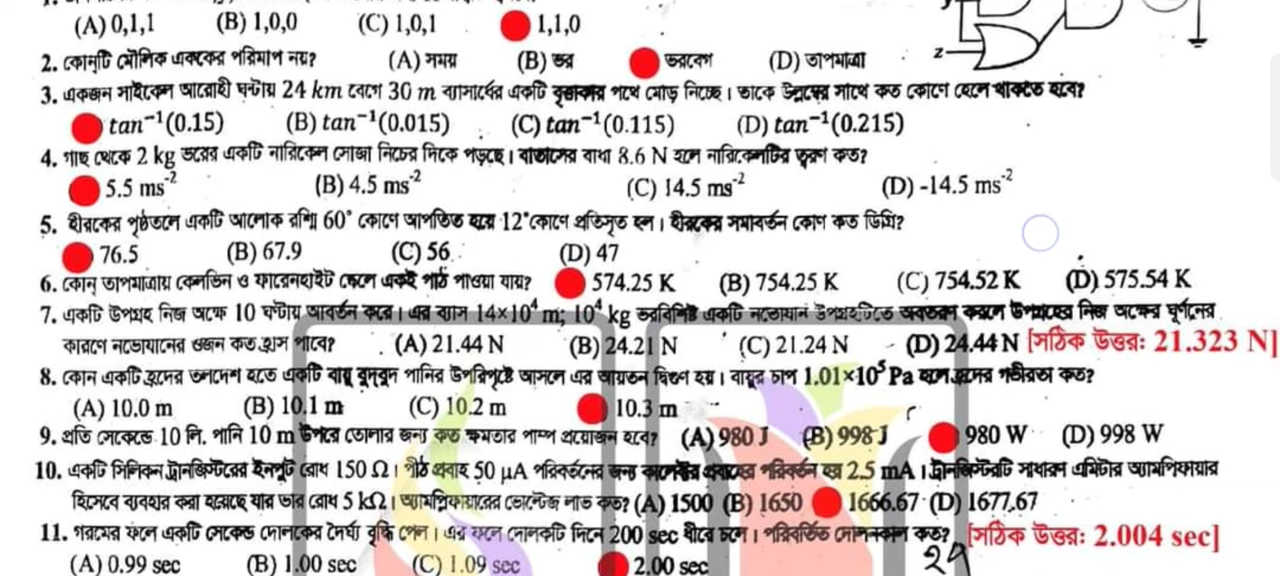 (A) 0,1,1 (B) 1,0,0 (C) 1,0,1 1,1,0
2. কোনটি মৌলিক এককের পরিমাপ নয়? (A) সময় (B) ভর ভরবেগ (D) তাপমাত্রা
z
3. একজন সাইকেল আরোহী ঘন্টায় 24 km বেগে 30 m ব্যাসার্ধের একটি বৃত্তাকার পথে মোড় নিচ্ছে। তাকে উলম্বের সাথে কত কোণে হেলে থাকতে হবে?
tan⁻¹(0.15) (B) tan⁻¹(0.015) (C) tan⁻¹(0.115) (D) tan⁻¹(0.215)
4. গাছ থেকে 2 kg ভরের একটি নারিকেল সোজা নিচের দিকে পড়ছে। বাতাসের বাধা 8.6 N হলে নারিকেলটির ত্বরণ কত?
5.5 ms⁻² (B) 4.5 ms⁻² (C) 14.5 ms⁻² (D) -14.5 ms⁻²
5. হীরকের পৃষ্ঠতলে একটি আলোক রশ্মি 60° কোণে আপতিত হয়ে 12° কোণে প্রতিসৃত হল। হীরকের সমাবর্তন কোণ কত ডিগ্রি?
76.5 (B) 67.9 (C) 56 (D) 47
6. কোন্ তাপমাত্রায় কেলভিন ও ফারেনহাইট স্কেলে একই পাঠ পাওয়া যায়? 574.25 K (B) 754.25 K (C) 754.52 K (D) 575.54 K
7. একটি উপগ্রহ নিজ অক্ষে 10 ঘণ্টায় আবর্তন করে। এর ব্যাস 14×10⁴ m; 10⁴ kg ভরবিশিষ্ট একটি নভোযান উপগ্রহটিতে অবতরণ করলে উপগ্রহের নিজ অক্ষের ঘূর্ণনের
কারণে নভোযানের ওজন কত হ্রাস পাবে? (A) 21.44 N (B) 24.21 N (C) 21.24 N (D) 24.44 N [সঠিক উত্তর: 21.323 N]
8. কোন একটি হ্রদের তলদেশ হতে একটি বায়ু বুদবুদ পানির উপরিপৃষ্টে আসলে এর আয়তন দ্বিগুণ হয়। বায়ুর চাপ 1.01×10⁵ Pa হলে হ্রদের গভীরতা কত?
(A) 10.0 m (B) 10.1 m (C) 10.2 m 10.3 m
9. প্রতি সেকেন্ডে 10 লি. পানি 10 m উপরে তোলার জন্য কত ক্ষমতার পাম্প প্রয়োজন হবে? (A) 980 J (B) 998 J 980 W (D) 998 W
10. একটি সিলিকন ট্রানজিস্টরের ইনপুট রোধ 150 Ω। পীঠ প্রবাহ 50 μA পরিবর্তনের জন্য কালেক্টর প্রবাহের পরিবর্তন হয় 2.5 mA। ট্রানজিস্টরটি সাধারণ এমিটার অ্যামপ্লিফায়ার
হিসেবে ব্যবহার করা হয়েছে যার ভার রোধ 5 kΩ। অ্যামপ্লিফায়ারের ভোল্টেজ লাভ কত? (A) 1500 (B) 1650 1666.67 (D) 1677.67
11. গরমের ফলে একটি সেকেন্ড দোলকের দৈর্ঘ্য বৃদ্ধি পেল। এর ফলে দোলকটি দিনে 200 sec ধীরে চলে। পরিবর্তিত দোলনকাল কত? [সঠিক উত্তর: 2.004 sec]
(A) 0.99 sec (B) 1.00 sec (C) 1.09 sec 2.00 sec